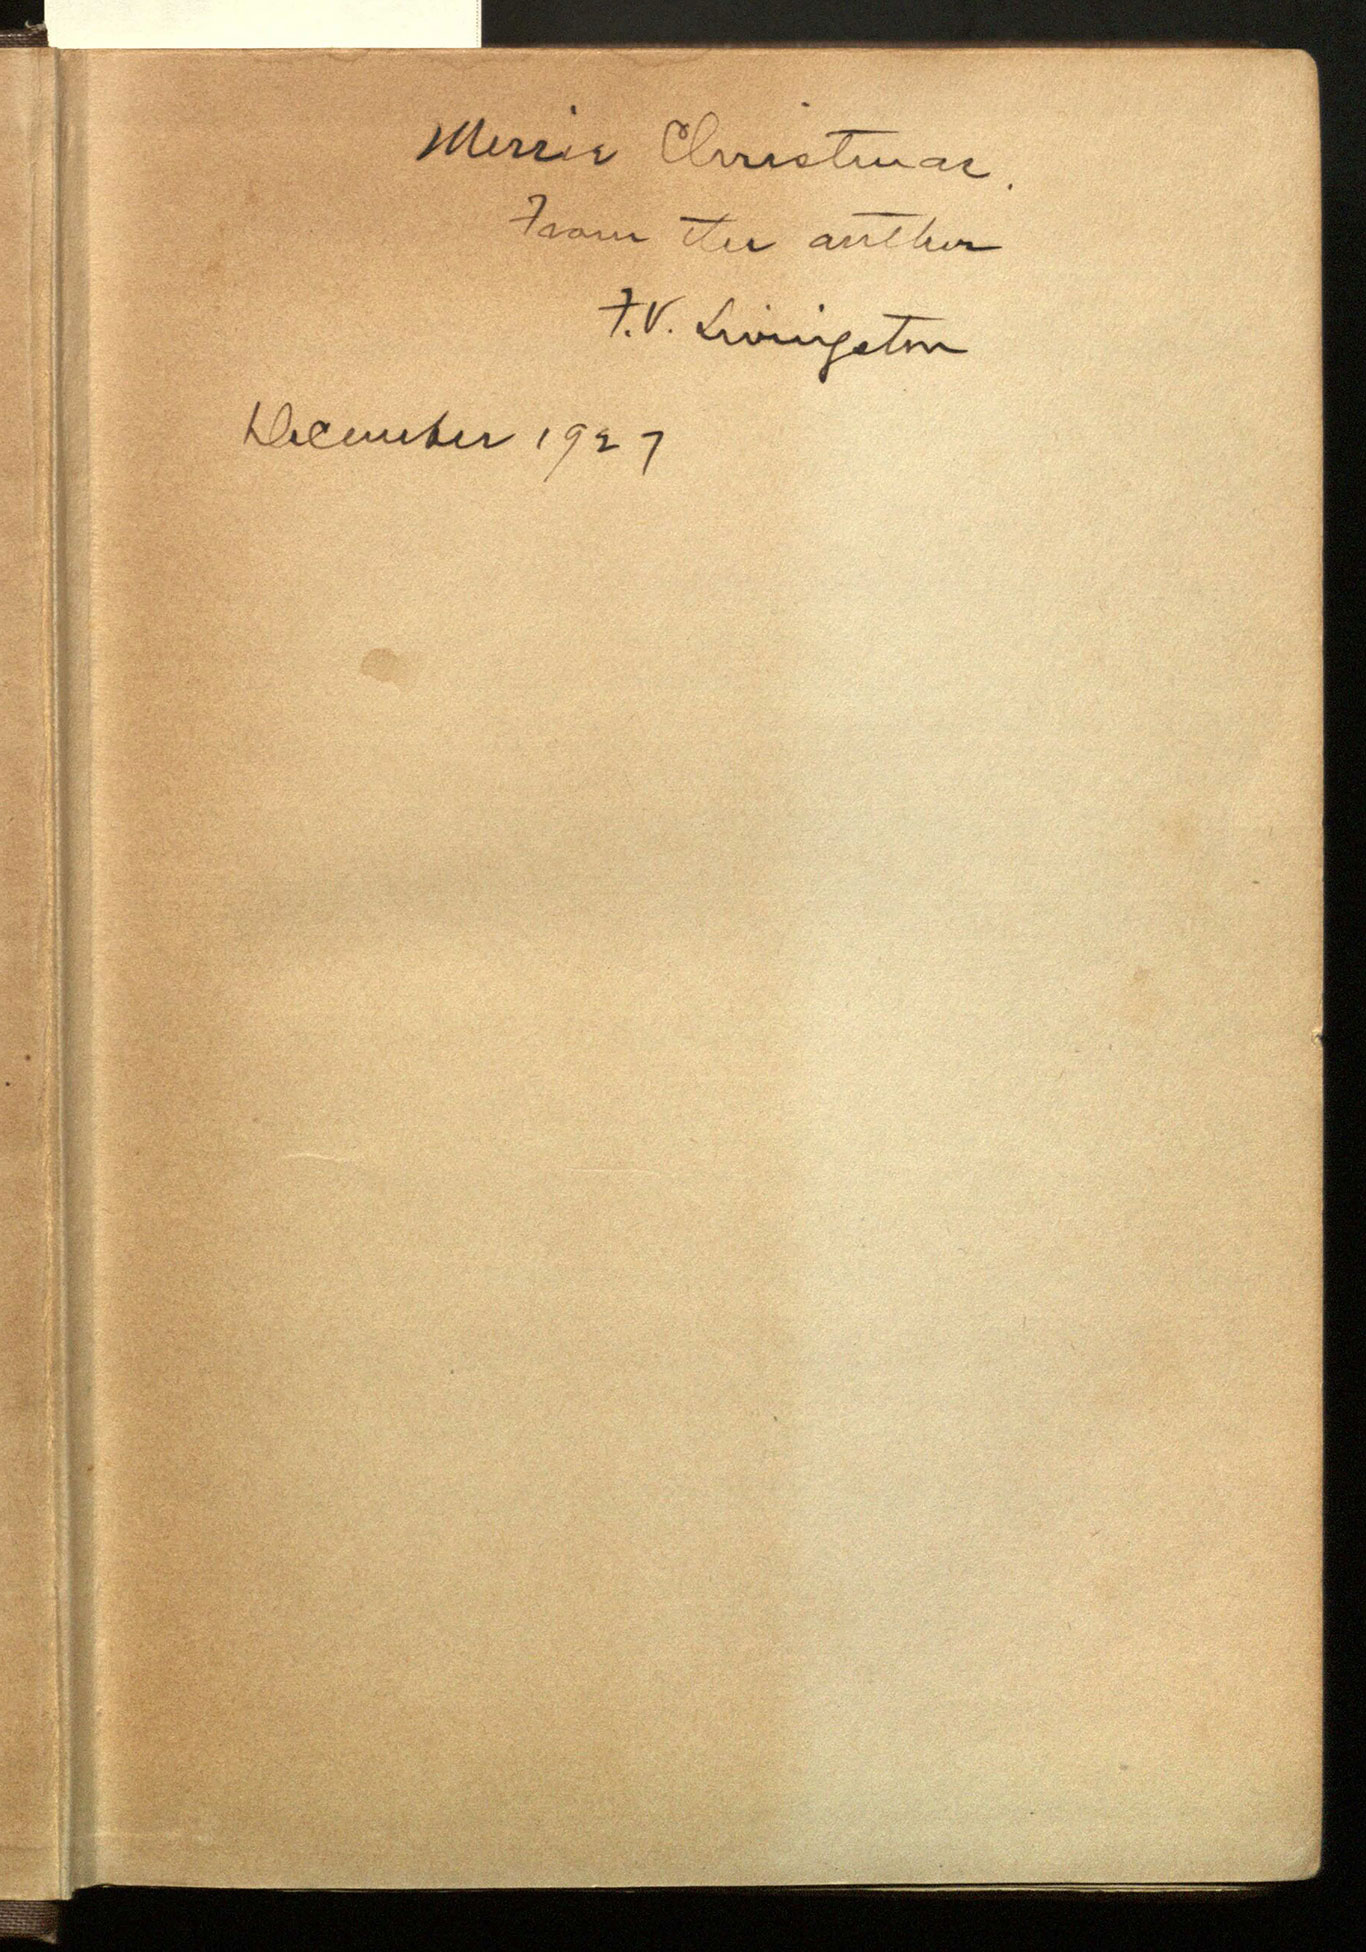 Merrie Christmas.
From the author
F.V. Livingston
December 1927